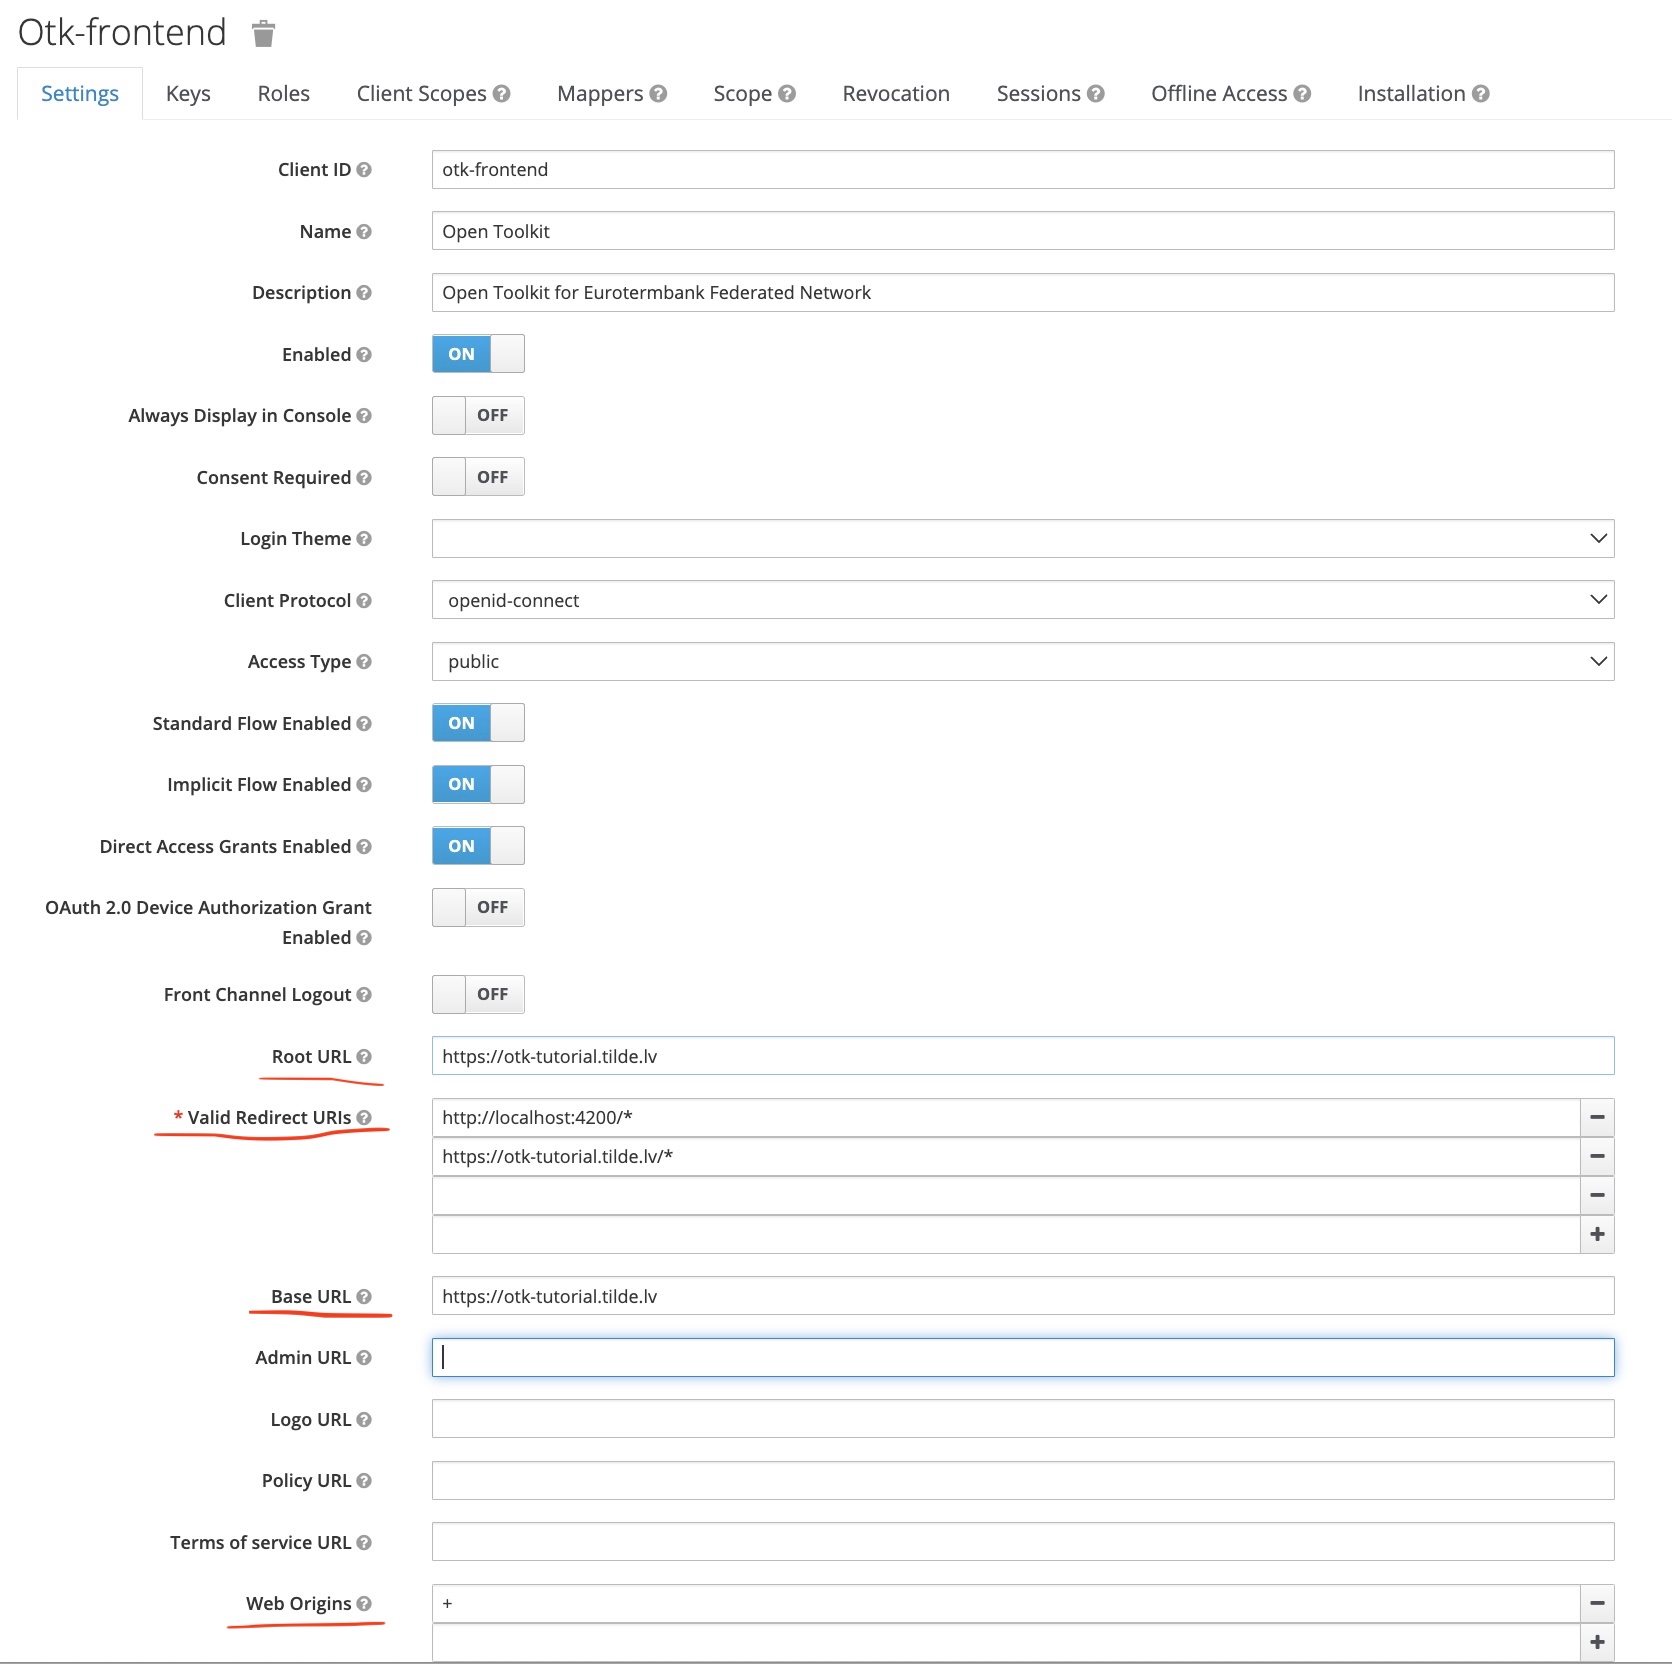 Otk-frontend
Settings Keys Roles Client Scopes Mappers Scope Revocation Sessions Offline Access Installation
Client ID otk-frontend
Name Open Toolkit
Description Open Toolkit for Eurotermbank Federated Network
Enabled ON
Always Display in Console OFF
Consent Required OFF
Login Theme
Client Protocol openid-connect
Access Type public
Standard Flow Enabled ON
Implicit Flow Enabled ON
Direct Access Grants Enabled ON
OAuth 2.0 Device Authorization Grant OFF
Enabled
Front Channel Logout OFF
Root URL https://otk-tutorial.tilde.lv
* Valid Redirect URIs http://localhost:4200/*
https://otk-tutorial.tilde.lv/*
Base URL https://otk-tutorial.tilde.lv
Admin URL
Logo URL
Policy URL
Terms of service URL
Web Origins +